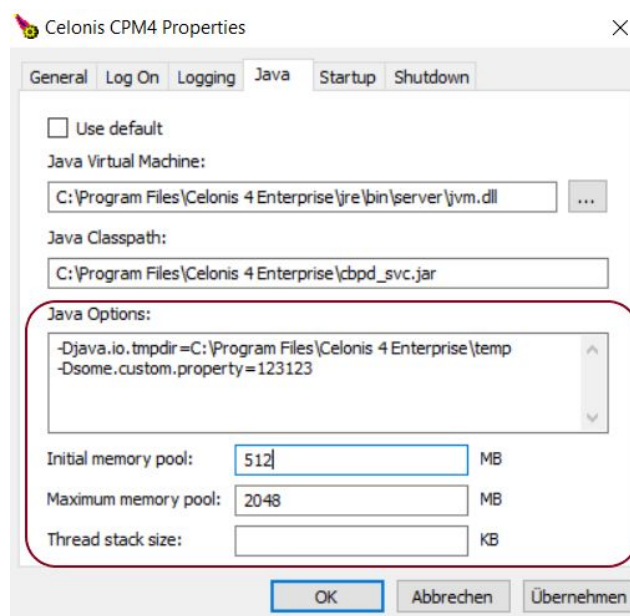 Celonis CPM4 Properties
General Log On Logging Java Startup Shutdown
Use default
Java Virtual Machine:
C:\Program Files\Celonis 4 Enterprise\jre\bin\server\jvm.dll ...
Java Classpath:
C:\Program Files\Celonis 4 Enterprise\cbpd_svc.jar
Java Options:
-Djava.io.tmpdir=C:\Program Files\Celonis 4 Enterprise\temp
-Dsome.custom.property=123123
Initial memory pool: 512 MB
Maximum memory pool: 2048 MB
Thread stack size: KB
OK Abbrechen Übernehmen